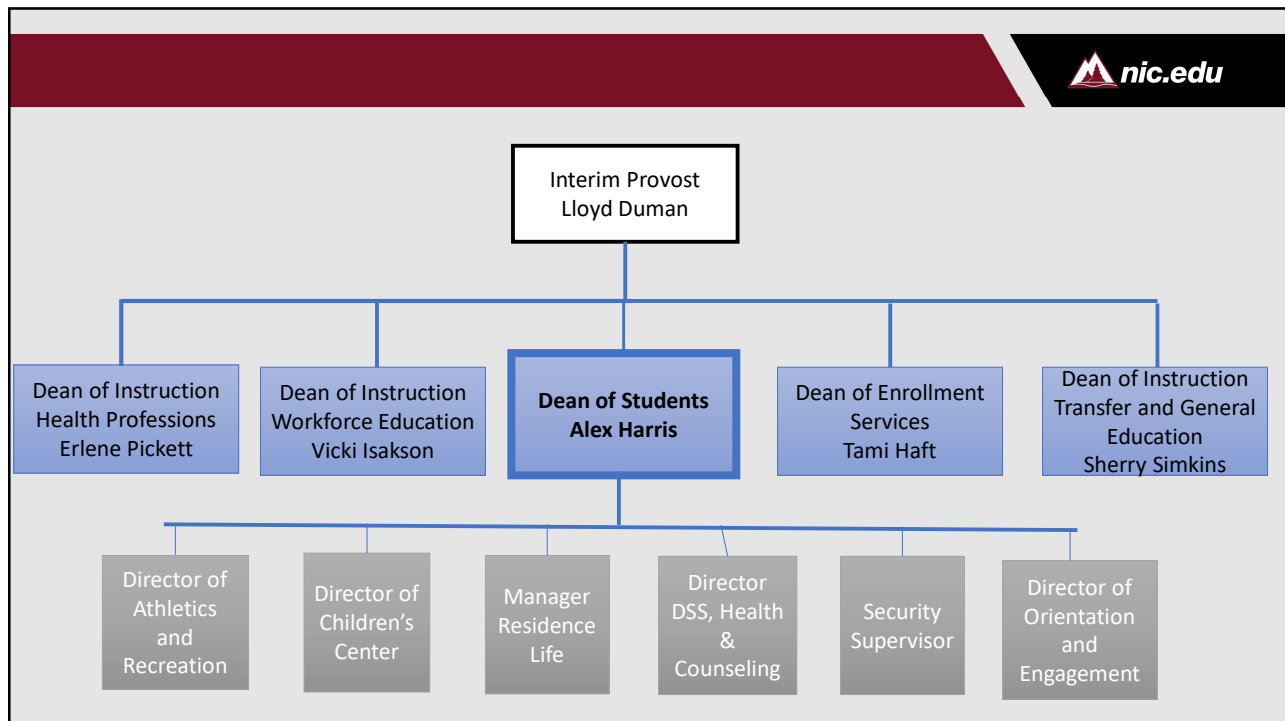 nic.edu
Interim Provost
Lloyd Duman
Dean of Instruction
Health Professions
Erlene Pickett
Dean of Instruction
Workforce Education
Vicki Isakson
Dean of Students
Alex Harris
Dean of Enrollment
Services
Tami Haft
Dean of Instruction
Transfer and General
Education
Sherry Simkins
Director of
Athletics
and
Recreation
Director of
Children’s
Center
Manager
Residence
Life
Director
DSS, Health
&
Counseling
Security
Supervisor
Director of
Orientation
and
Engagement